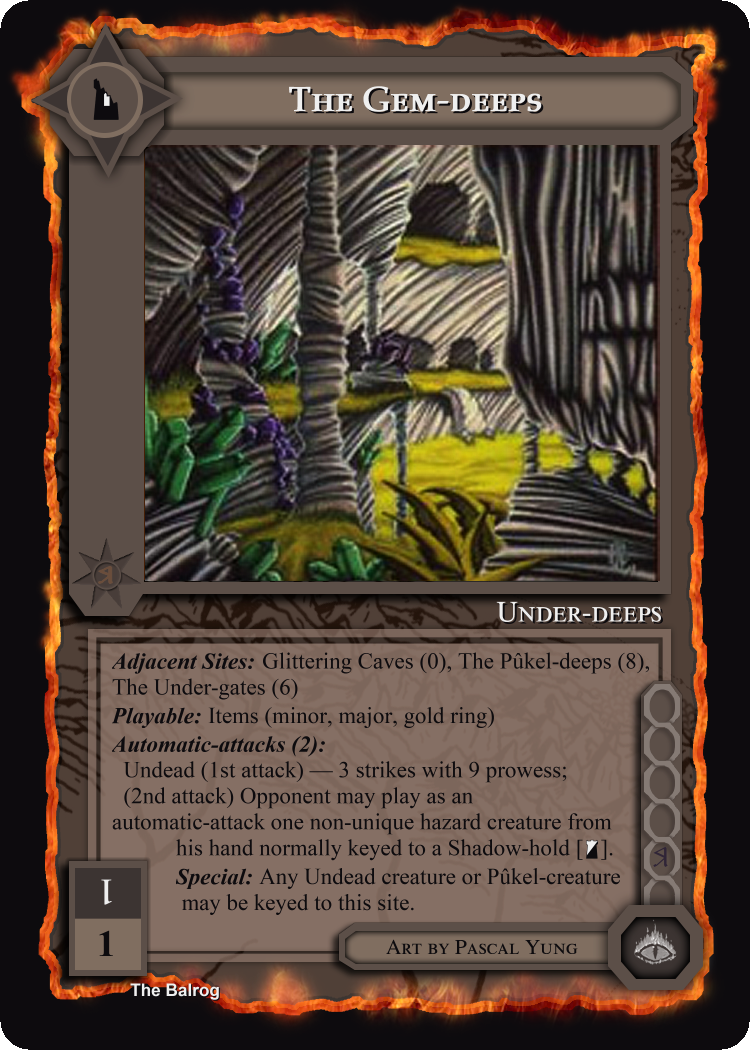 The Gem-deeps
Under-deeps
Adjacent Sites: Glittering Caves (0), The Pûkel-deeps (8),
The Under-gates (6)
Playable: Items (minor, major, gold ring)
Automatic-attacks (2):
Undead (1st attack) — 3 strikes with 9 prowess;
(2nd attack) Opponent may play as an
automatic-attack one non-unique hazard creature from
his hand normally keyed to a Shadow-hold [].
Special: Any Undead creature or Pûkel-creature
may be keyed to this site.
1
1
Art by Pascal Yung
The Balrog